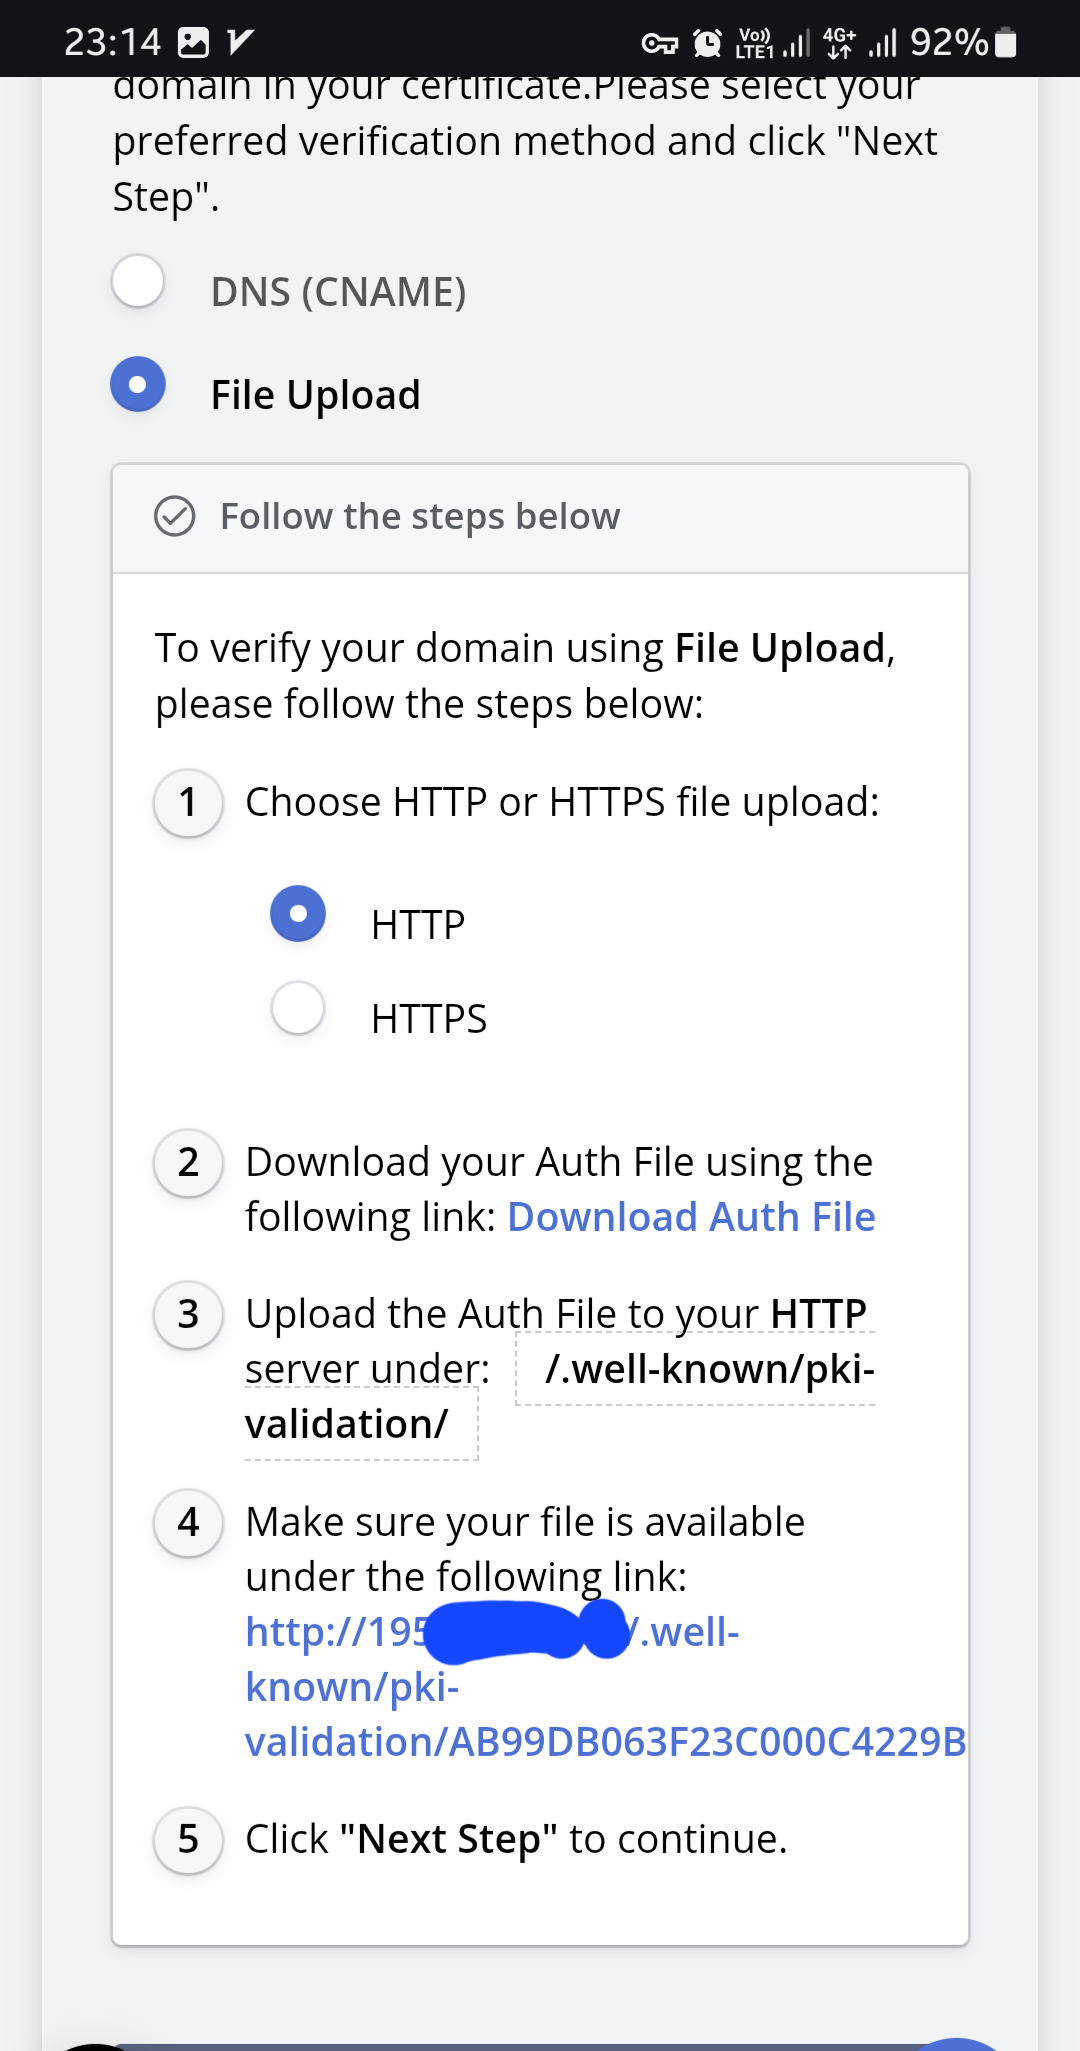 23:14
Vo)) LTE1 4G+ 92%
domain in your certificate.Please select your
preferred verification method and click "Next
Step".
DNS (CNAME)
File Upload
Follow the steps below
To verify your domain using File Upload,
please follow the steps below:
1 Choose HTTP or HTTPS file upload:
HTTP
HTTPS
2 Download your Auth File using the
following link: Download Auth File
3 Upload the Auth File to your HTTP
server under: /.well-known/pki-
validation/
4 Make sure your file is available
under the following link:
http://195 /.well-
known/pki-
validation/AB99DB063F23C000C4229B
5 Click "Next Step" to continue.